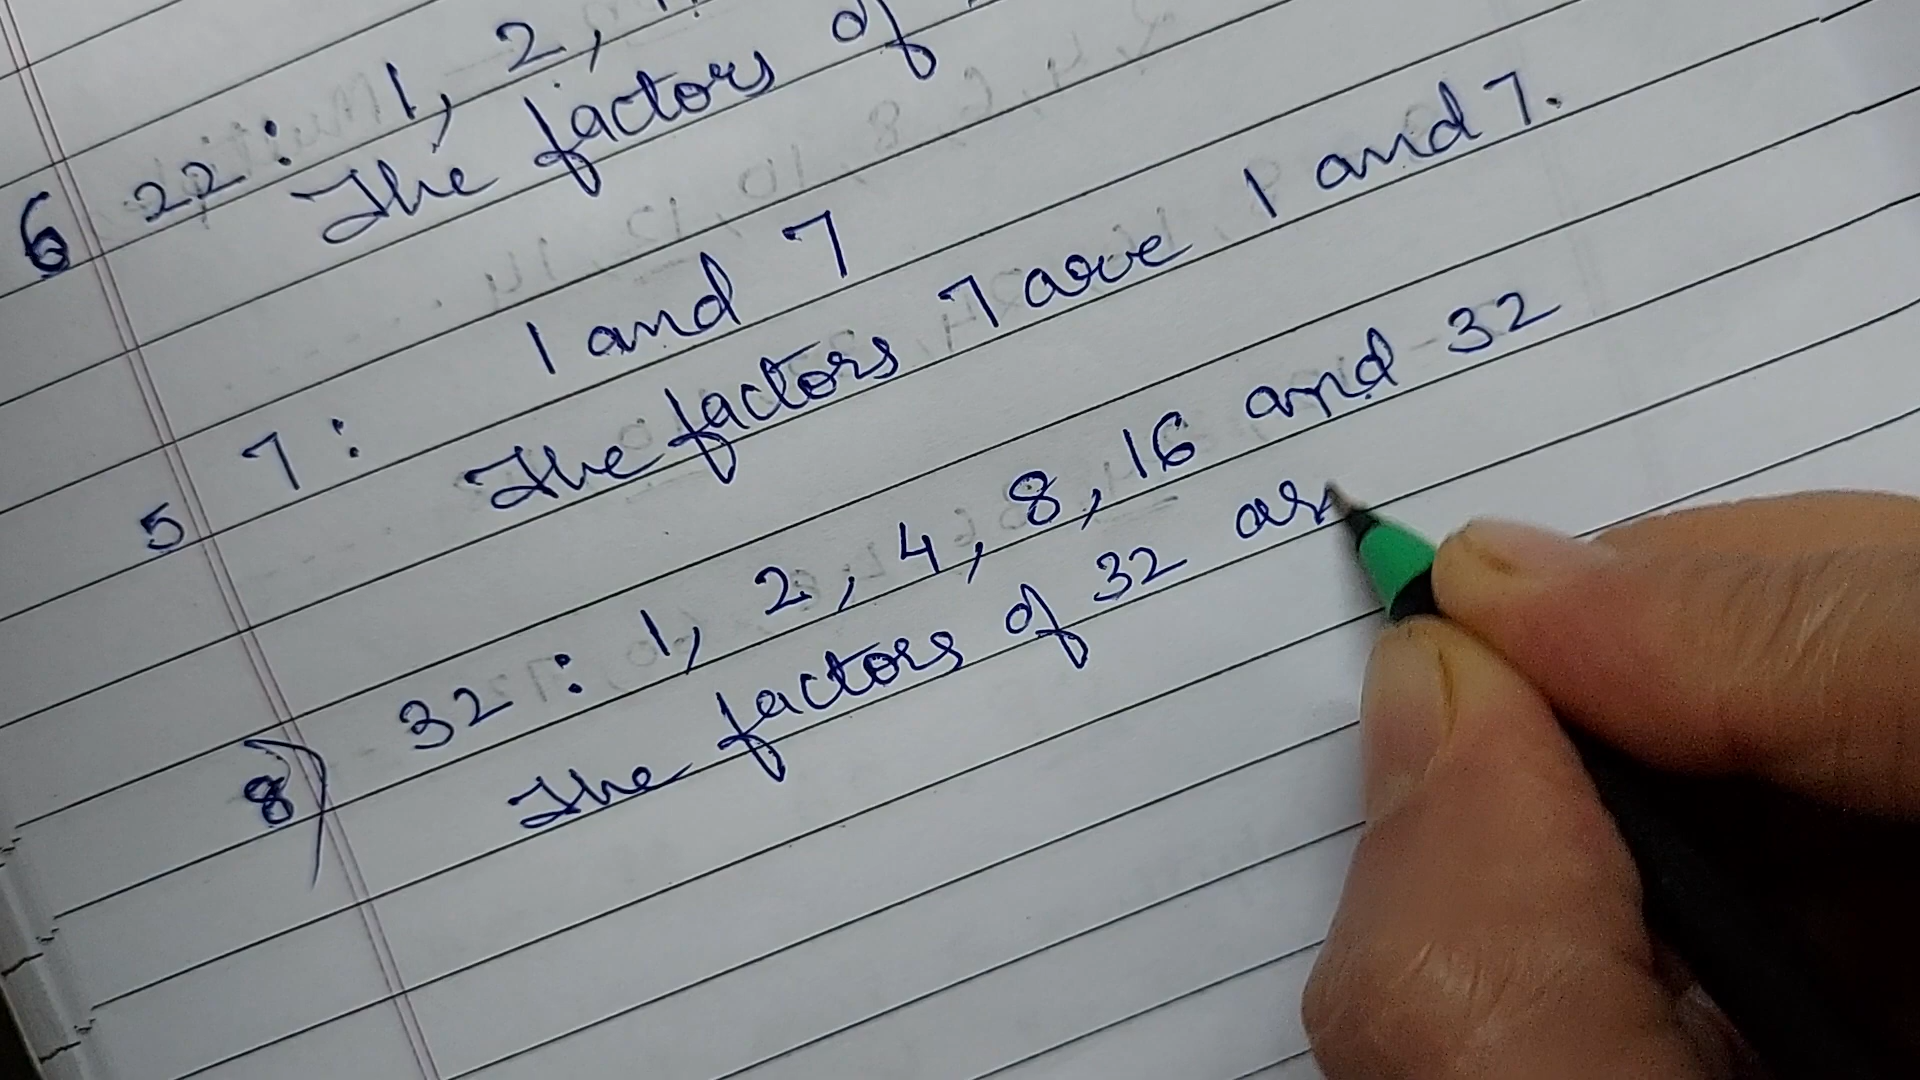 6 22 : 1, 2,
The factors of
5 7 : 1 and 7
The factors 7 are 1 and 7.
8) 32 : 1, 2, 4, 8, 16 and 32
The factors of 32 ar